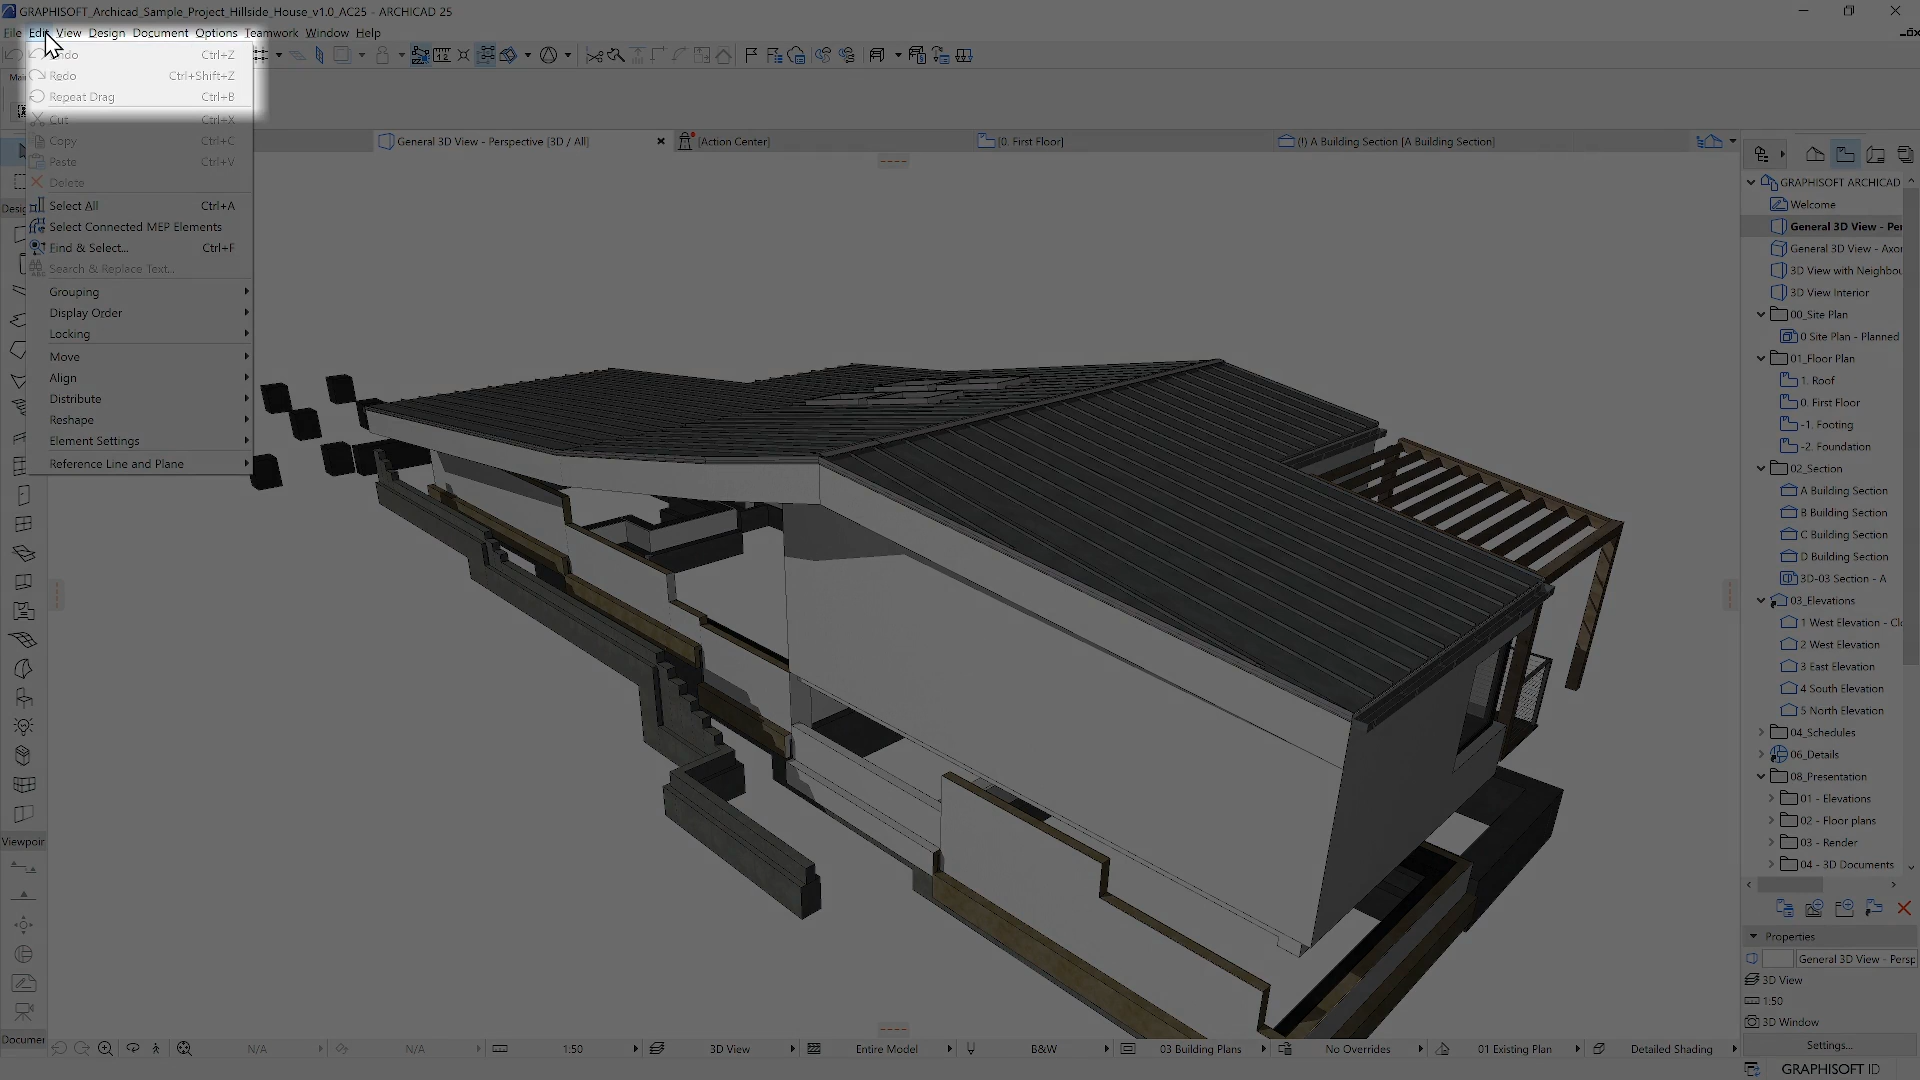 GRAPHISOFT_Archicad_Sample_Project_Hillside_House_v1.0_AC25 - ARCHICAD 25
File Edit View Design Document Options Teamwork Window Help
Ctrl+Z
Redo Ctrl+Shift+Z
Repeat Drag Ctrl+B
Cut Ctrl+X
Copy Ctrl+C
Paste Ctrl+V
Delete
Select All Ctrl+A
Select Connected MEP Elements
Find & Select... Ctrl+F
Search & Replace Text...
Grouping
Display Order
Locking
Move
Align
Distribute
Reshape
Element Settings
Reference Line and Plane
General 3D View - Perspective [3D / All]
[Action Center]
[0. First Floor]
(!) A Building Section [A Building Section]
GRAPHISOFT ARCHICAD
Welcome
General 3D View - Per
General 3D View - Axo
3D View with Neighbou
3D View Interior
00_Site Plan
0 Site Plan - Planned
01_Floor Plan
1. Roof
0. First Floor
-1. Footing
-2. Foundation
02_Section
A Building Section
B Building Section
C Building Section
D Building Section
3D-03 Section - A
03_Elevations
1 West Elevation - Cl
2 West Elevation
3 East Elevation
4 South Elevation
5 North Elevation
04_Schedules
06_Details
08_Presentation
01 - Elevations
02 - Floor plans
03 - Render
04 - 3D Documents
Properties
General 3D View - Persp
3D View
1:50
3D Window
Settings...
GRAPHISOFT ID
Viewpoir
Documer
N/A
N/A
1:50
3D View
Entire Model
B&W
03 Building Plans
No Overrides
01 Existing Plan
Detailed Shading